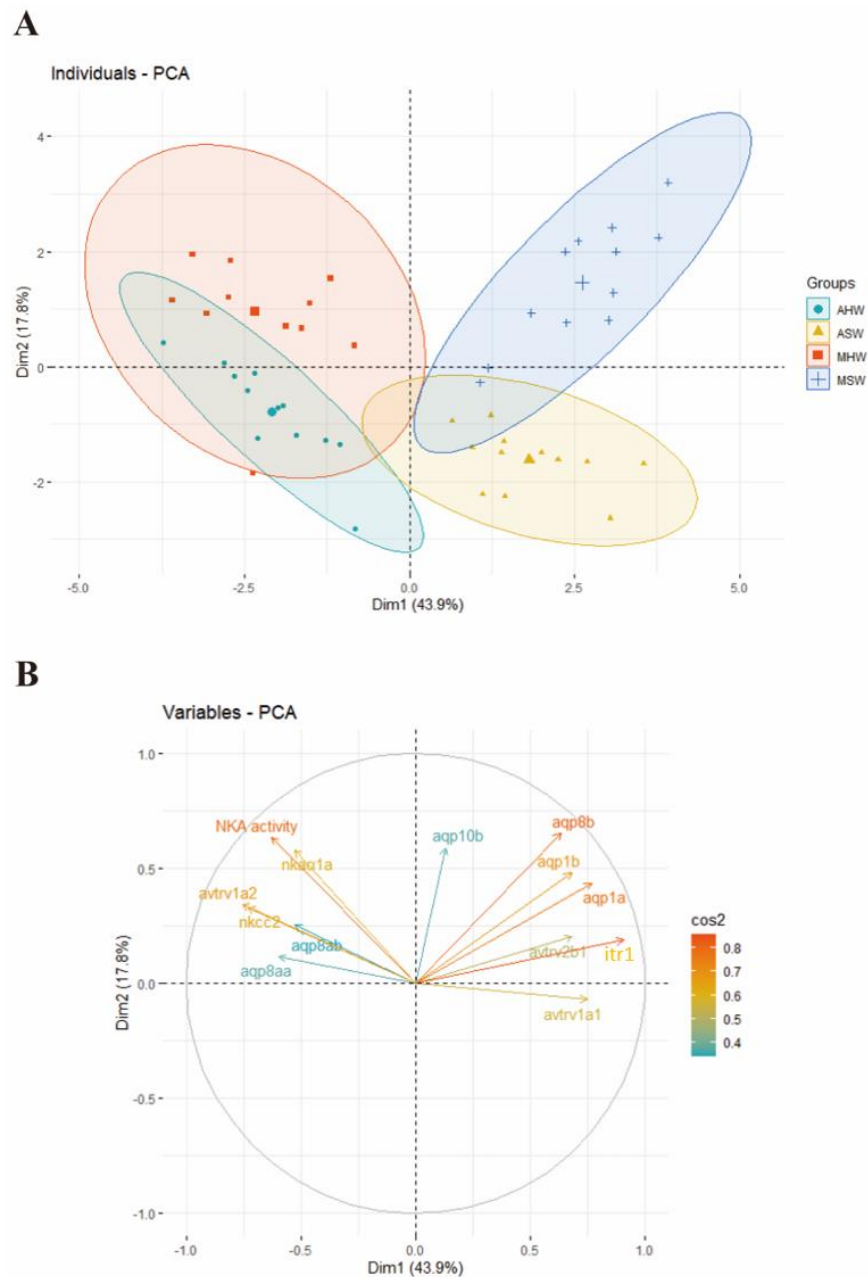 A
Individuals - PCA
4
2
0
-2
Dim2 (17.8%)
-5.0
-2.5
0.0
2.5
5.0
Dim1 (43.9%)
Groups
AHW
ASW
MHW
MSW
B
Variables - PCA
1.0
0.5
0.0
-0.5
-1.0
Dim2 (17.8%)
NKA activity
aqp10b
aqp8b
nkaα1a
aqp1b
avtrv1a2
aqp1a
nkcc2
aqp8ab
avtrv2b1
itr1
aqp8aa
avtrv1a1
-1.0
-0.5
0.0
0.5
1.0
Dim1 (43.9%)
cos2
0.8
0.7
0.6
0.5
0.4